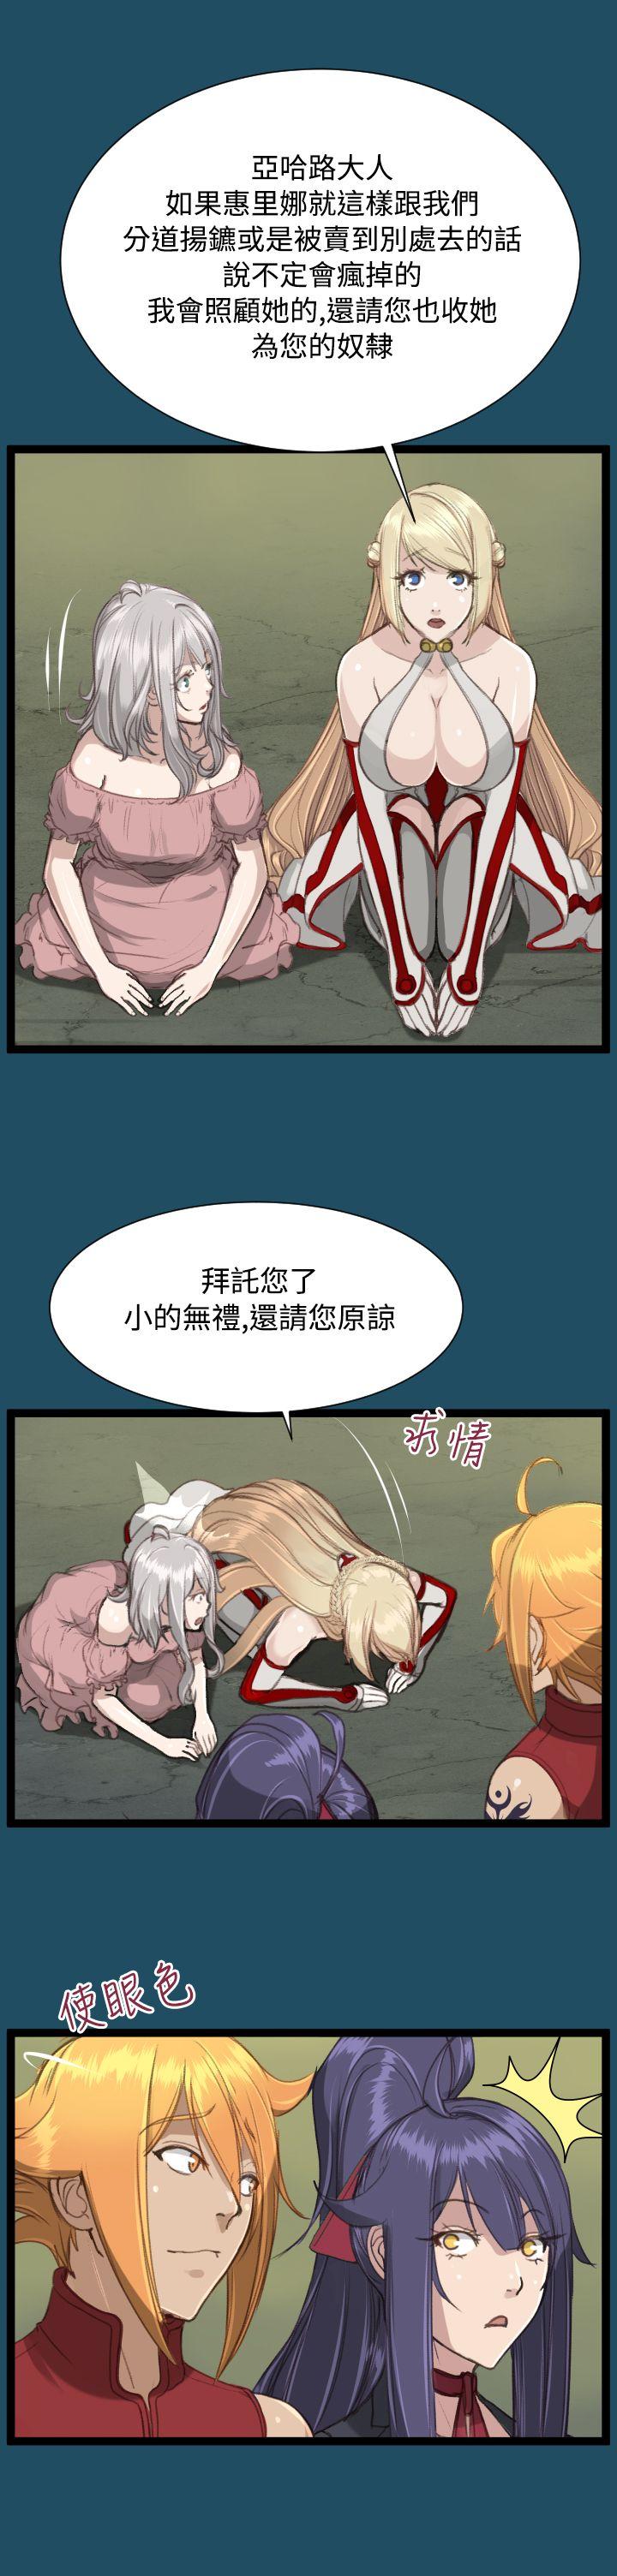 亞哈路大人
如果惠里娜就這樣跟我們
分道揚鑣或是被賣到別處去的話
說不定會瘋掉的
我會照顧她的,還請您也收她
為您的奴隸
拜託您了
小的無禮,還請您原諒
求情
使眼色